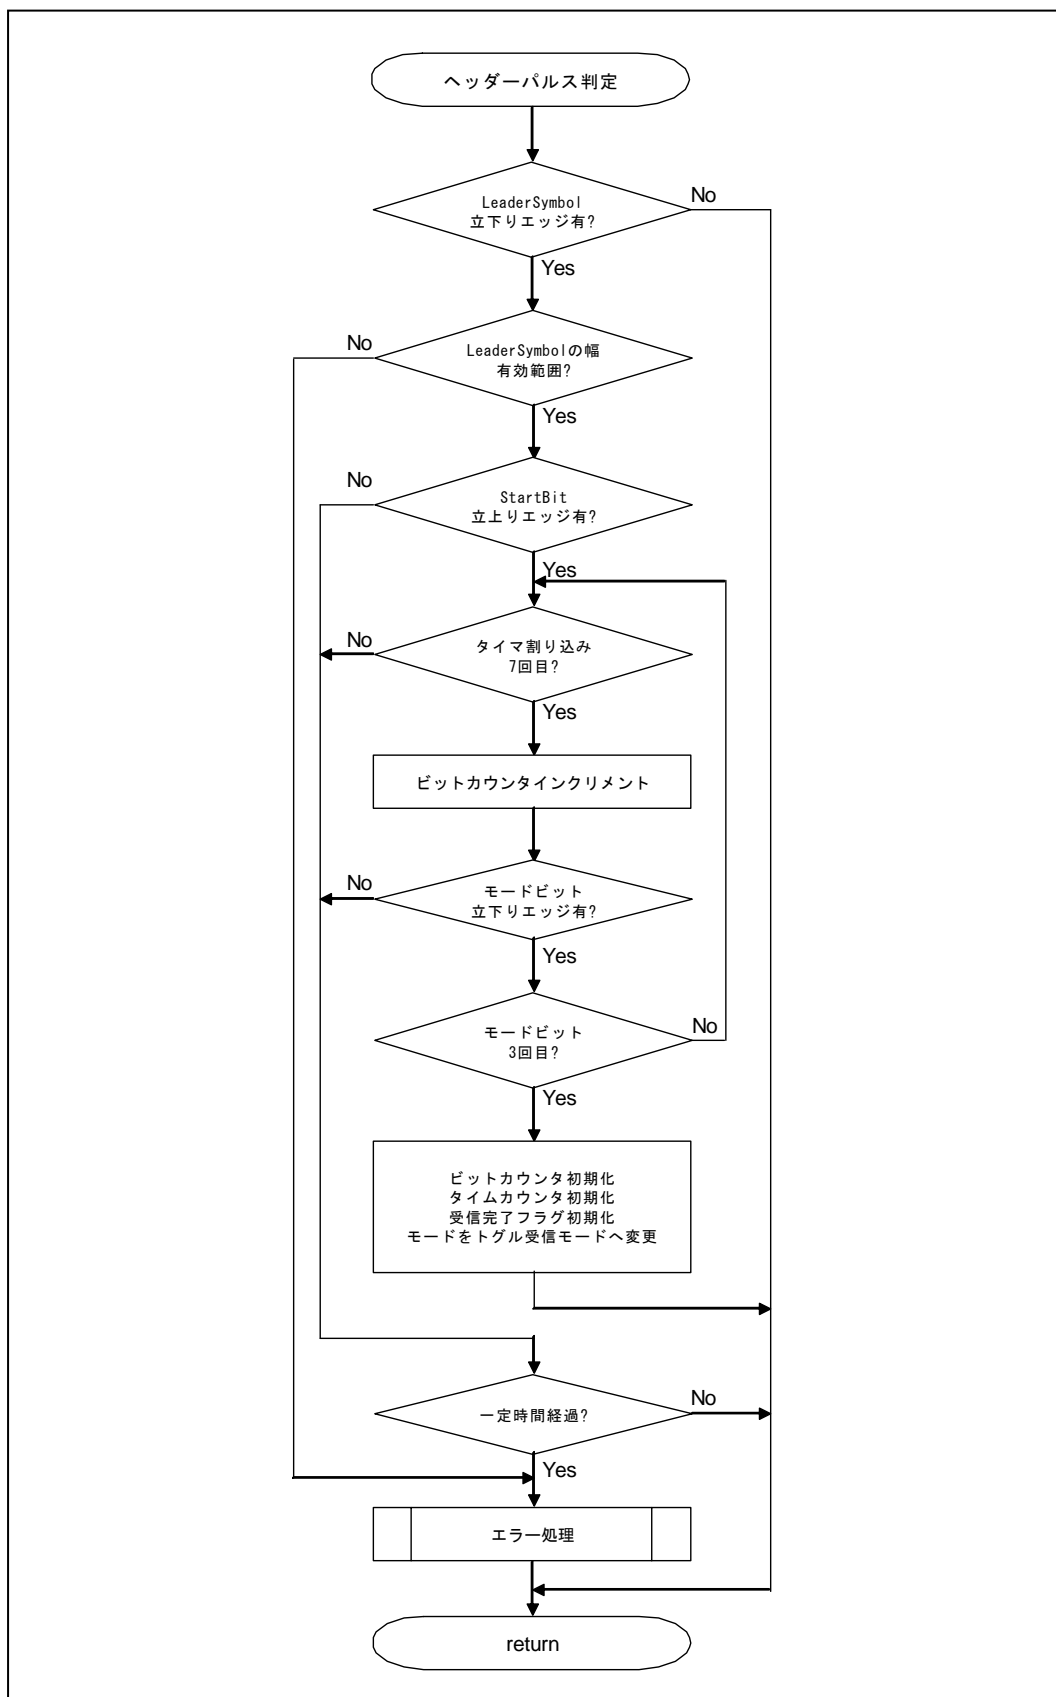 ヘッダーパルス判定
LeaderSymbol
立下りエッジ有?
No
Yes
No
LeaderSymbolの幅
有効範囲?
Yes
No
StartBit
立上りエッジ有?
Yes
No
タイマ割り込み
7回目?
Yes
ビットカウンタインクリメント
No
モードビット
立下りエッジ有?
Yes
モードビット
3回目?
No
Yes
ビットカウンタ初期化
タイムカウンタ初期化
受信完了フラグ初期化
モードをトグル受信モードへ変更
一定時間経過?
No
Yes
エラー処理
return